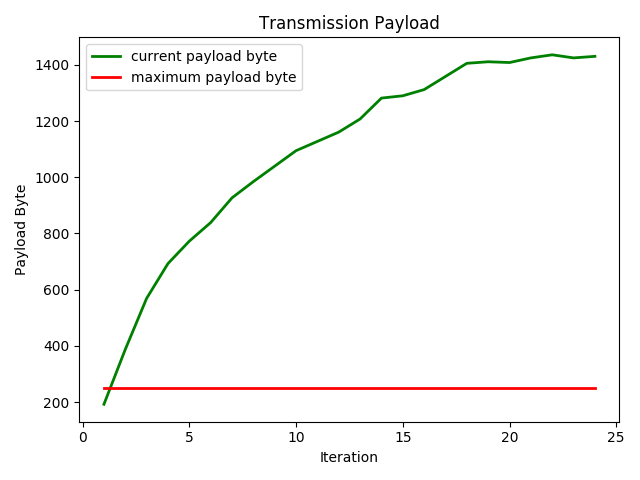 Transmission Payload
current payload byte
maximum payload byte
1400
1200
1000
800
600
400
200
Payload Byte
0 5 10 15 20 25
Iteration